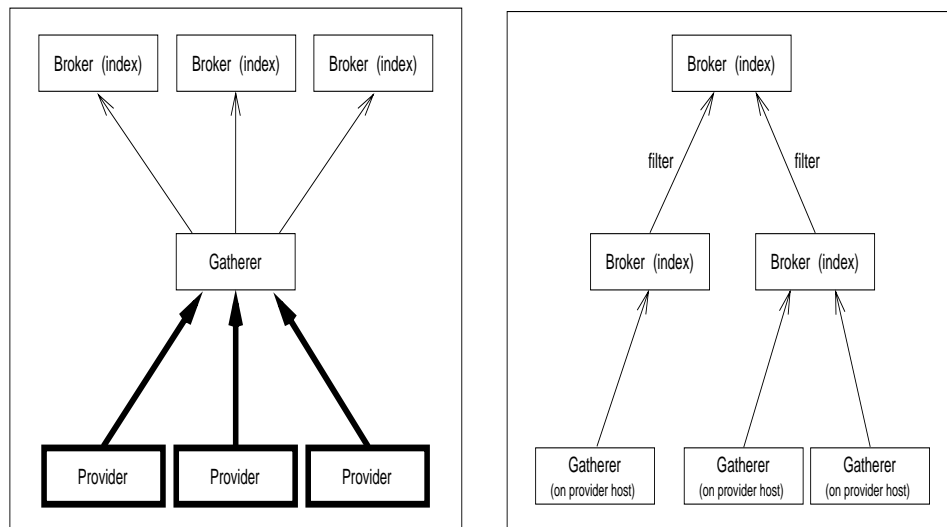 Broker (index)
Broker (index)
Broker (index)
Gatherer
Provider
Provider
Provider
Broker (index)
filter
filter
Broker (index)
Broker (index)
Gatherer
(on provider host)
Gatherer
(on provider host)
Gatherer
(on provider host)